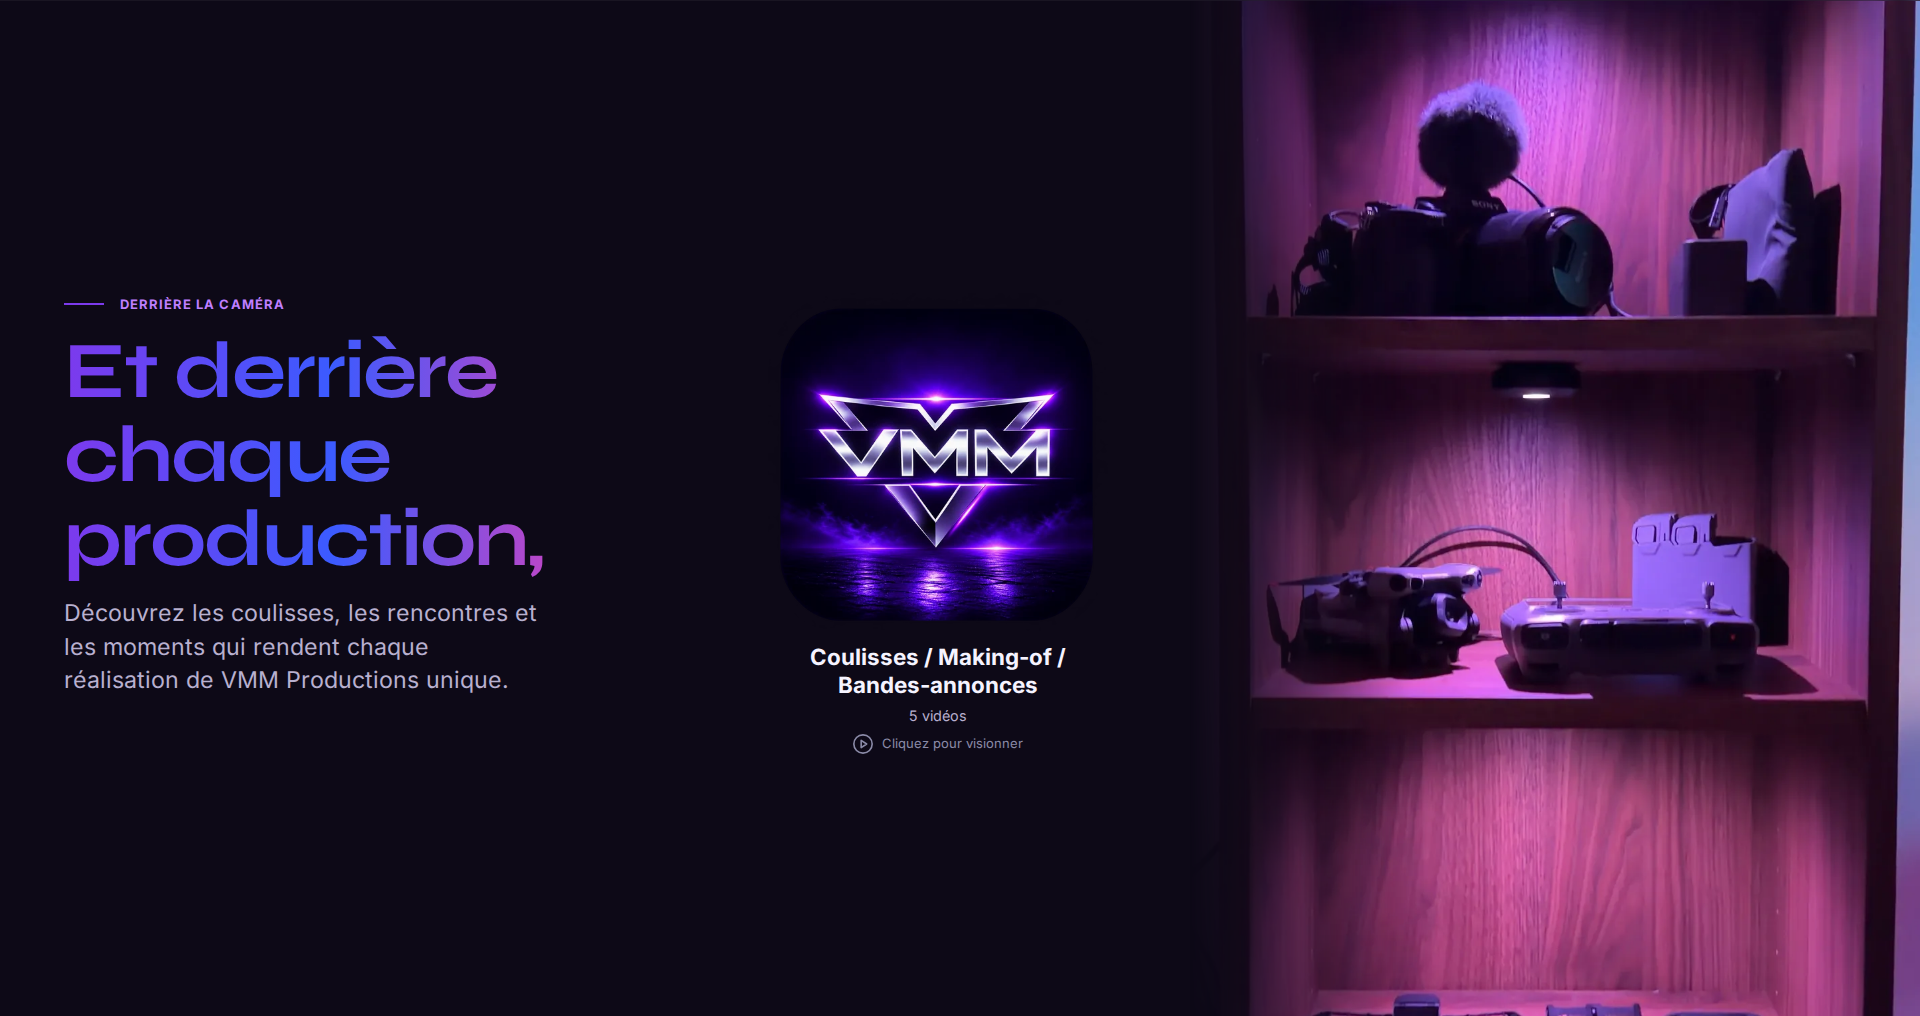 DERRIÈRE LA CAMÉRA
Et derrière
chaque
production,
Découvrez les coulisses, les rencontres et
les moments qui rendent chaque
réalisation de VMM Productions unique.
VMM
Coulisses / Making-of /
Bandes-annonces
5 vidéos
Cliquez pour visionner
SONY